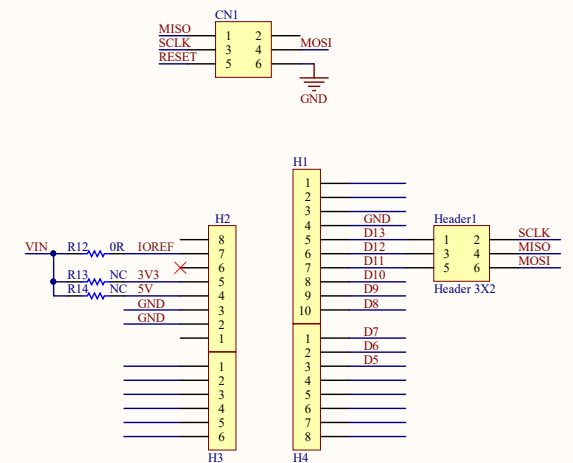 CN1
MISO 1 2
SCLK 3 4 MOSI
RESET 5 6
GND
H1
1
2
3
H2 GND 4 Header1
8 D13 5 1 2 SCLK
VIN R12 0R IOREF 7 D12 6 3 4 MISO
6 D11 7 5 6 MOSI
R13 NC 3V3 5 D10 8
R14 NC 5V 4 D9 9 Header 3X2
GND 3 D8 10
GND 2
1 D7 1
D6 2
1 D5 3
2 4
3 5
4 6
5 7
6 8
H3 H4